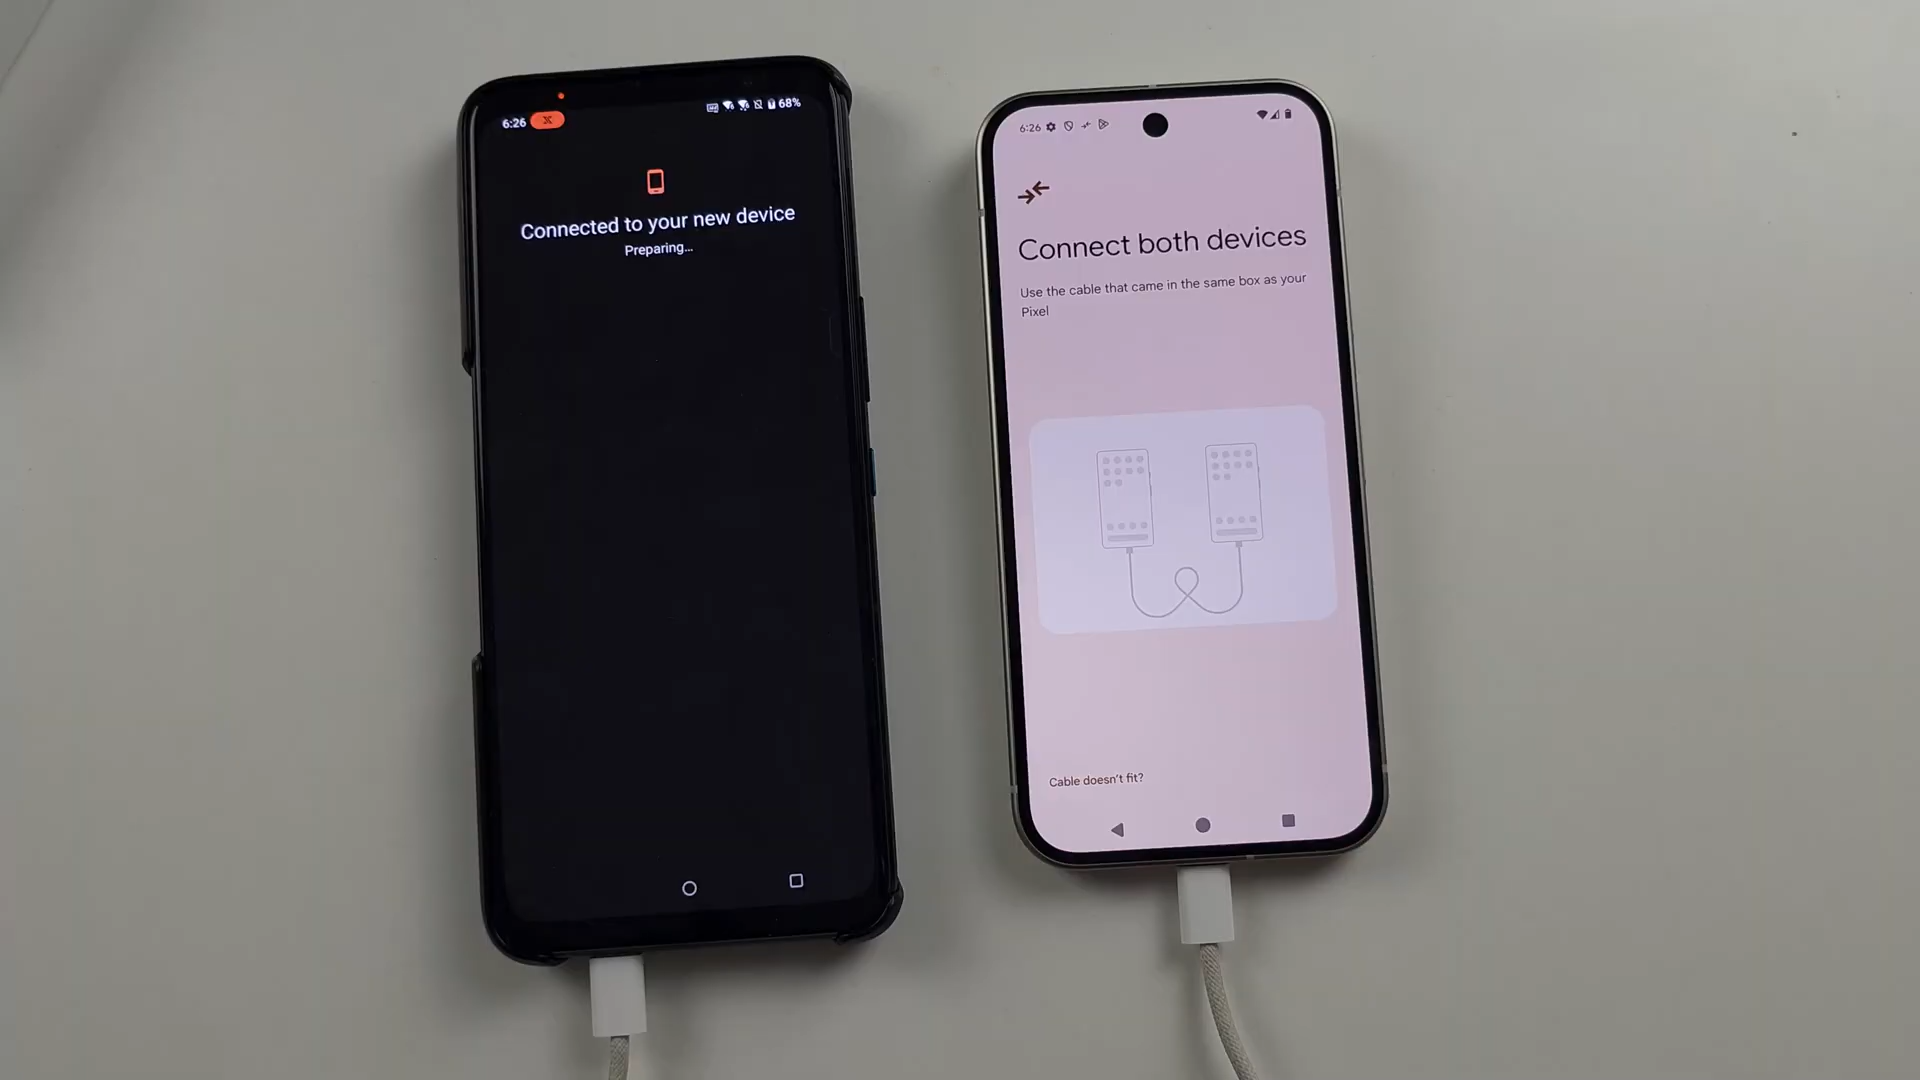 6:26
68%
Connected to your new device
Preparing...
6:26
Connect both devices
Use the cable that came in the same box as your
Pixel
Cable doesn't fit?